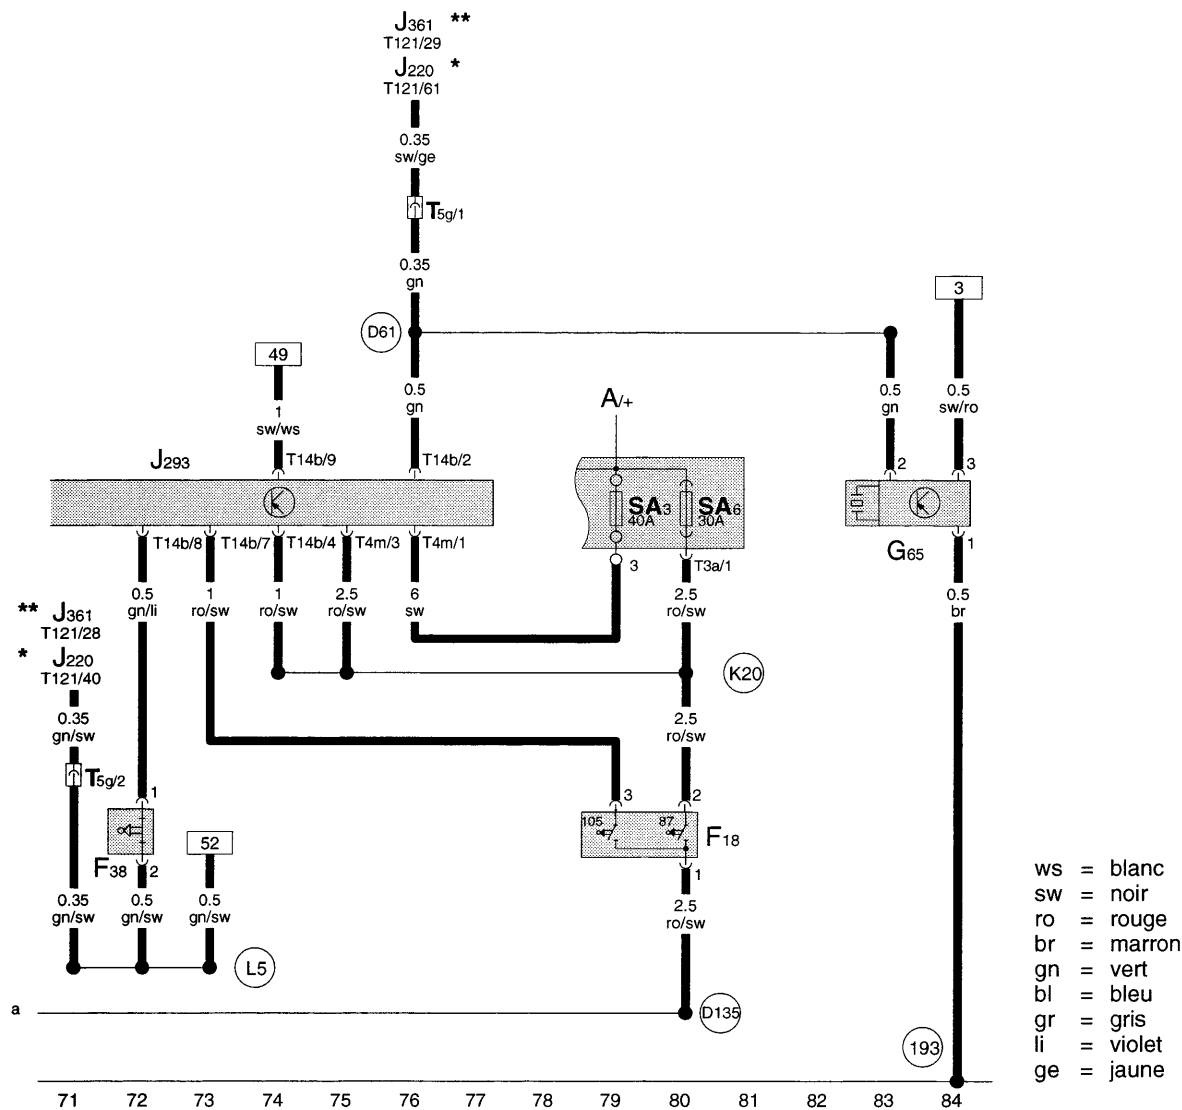 J361 **
T121/29
J220 *
T121/61
0.35
sw/ge
T5g/1
0.35
gn
3
D61
49
0.5
gn
A/+
0.5
gn
0.5
sw/ro
1
sw/ws
J293
T14b/9
T14b/2
2
3
SA3
40A
SA6
30A
G65
1
T14b/8
T14b/7
T14b/4
T4m/3
T4m/1
3
T3a/1
0.5
gn/li
1
ro/sw
1
ro/sw
2.5
ro/sw
6
sw
2.5
ro/sw
0.5
br
** J361
T121/28
* J220
T121/40
K20
0.35
gn/sw
2.5
ro/sw
T5g/2
1
3
2
105
87
F18
52
F38
2
1
0.35
gn/sw
0.5
gn/sw
0.5
gn/sw
2.5
ro/sw
L5
a
D135
193
ws = blanc
sw = noir
ro = rouge
br = marron
gn = vert
bl = bleu
gr = gris
li = violet
ge = jaune
71 72 73 74 75 76 77 78 79 80 81 82 83 84